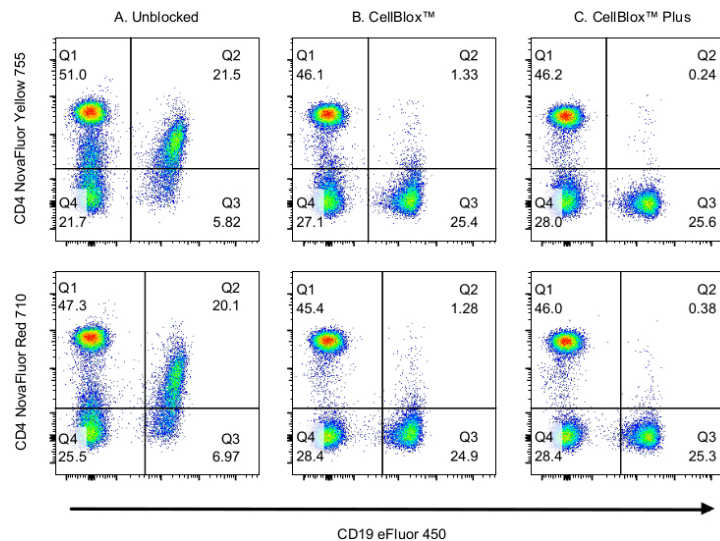 A. Unblocked
B. CellBlox™
C. CellBlox™ Plus
CD4 NovaFluor Yellow 755
Q1
51.0
Q2
21.5
Q4
21.7
Q3
5.82
Q1
46.1
Q2
1.33
Q4
27.1
Q3
25.4
Q1
46.2
Q2
0.24
Q4
28.0
Q3
25.6
CD4 NovaFluor Red 710
Q1
47.3
Q2
20.1
Q4
25.5
Q3
6.97
Q1
45.4
Q2
1.28
Q4
28.4
Q3
24.9
Q1
46.0
Q2
0.38
Q4
28.4
Q3
25.3
CD19 eFluor 450